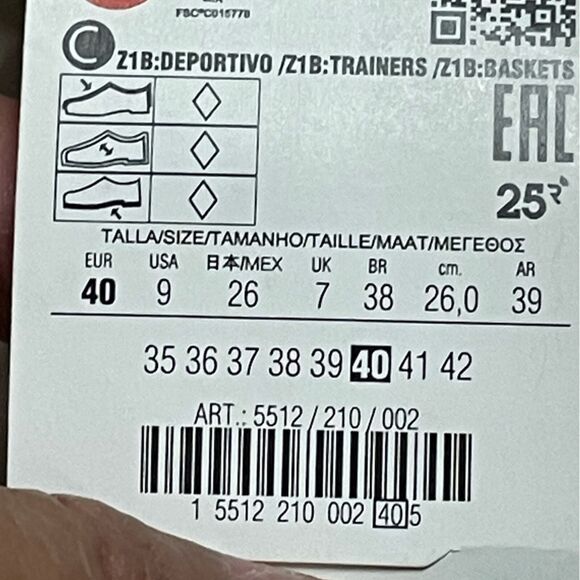 FSC®C015778
C
Z1B:DEPORTIVO /Z1B:TRAINERS /Z1B:BASKETS
EAC
25
TALLA/SIZE/TAMANHO/TAILLE/MAAT/ΜΕΓΕΘΟΣ
EUR USA 日本/MEX UK BR cm. AR
40 9 26 7 38 26,0 39
35 36 37 38 39 40 41 42
ART.: 5512/210/002
1 5512 210 002 40 5